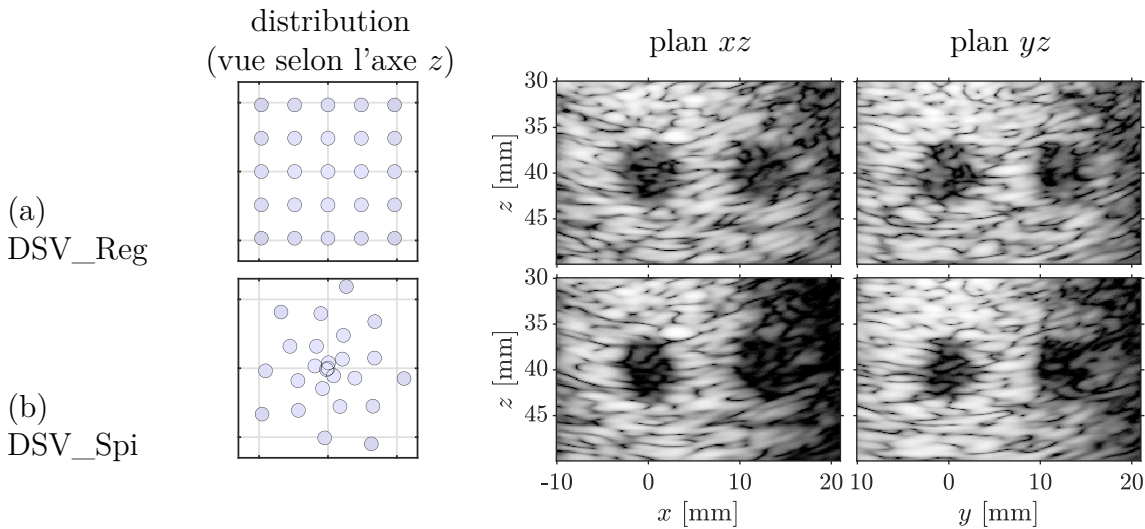 distribution
(vue selon l'axe z)
plan xz
plan yz
(a)
DSV_Reg
30
35
40
45
z [mm]
(b)
DSV_Spi
30
35
40
45
z [mm]
-10 0 10 20
x [mm]
10 0 10 20
y [mm]